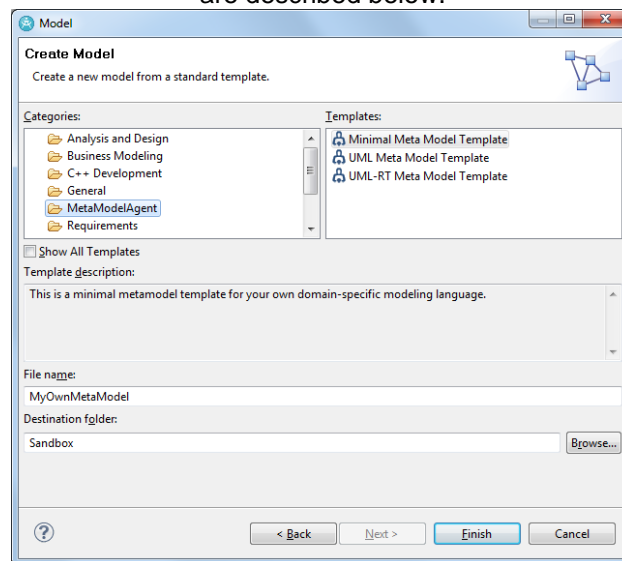 are described below.
Model
Create Model
Create a new model from a standard template.
Categories:
Templates:
Analysis and Design
Business Modeling
C++ Development
General
MetaModelAgent
Requirements
Minimal Meta Model Template
UML Meta Model Template
UML-RT Meta Model Template
Show All Templates
Template description:
This is a minimal metamodel template for your own domain-specific modeling language.
File name:
MyOwnMetaModel
Destination folder:
Sandbox
Browse...
< Back
Next >
Finish
Cancel